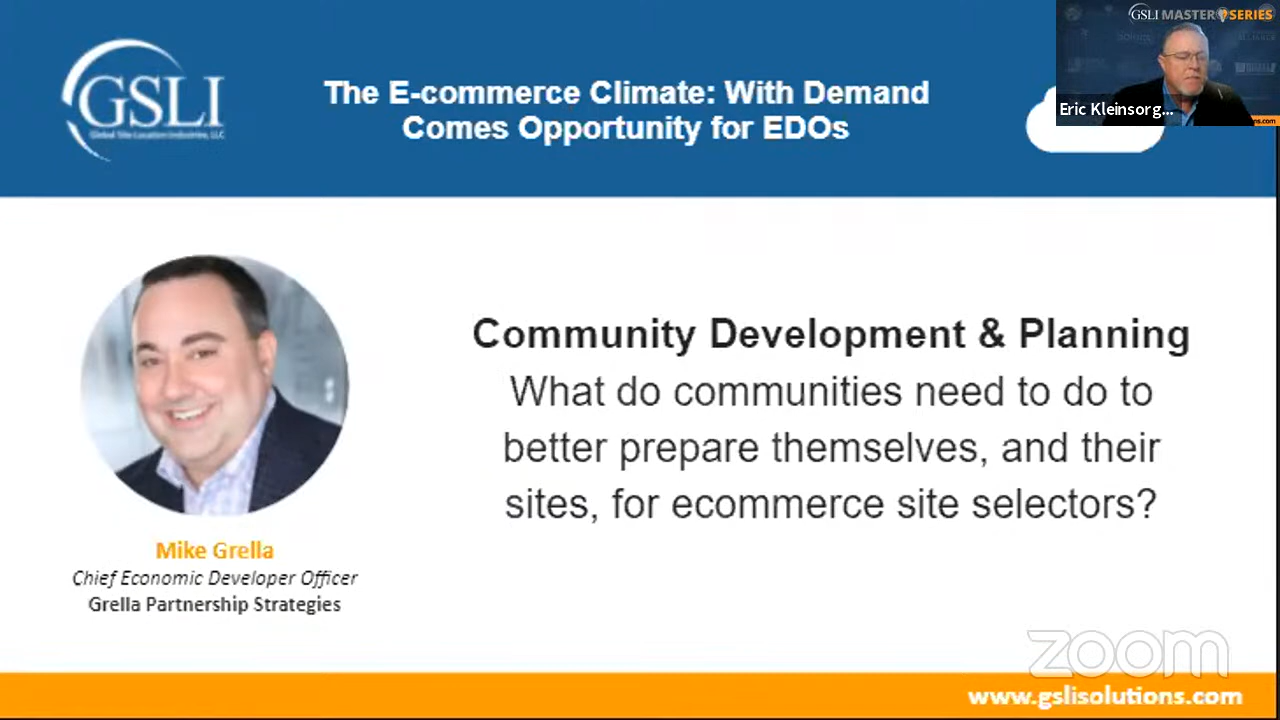 GSLI
Global Site Location Industries, LLC
The E-commerce Climate: With Demand
Comes Opportunity for EDOs
GSLI MASTER SERIES
Eric Kleinsorg...
ns.com
Community Development & Planning
What do communities need to do to
better prepare themselves, and their
sites, for ecommerce site selectors?
Mike Grella
Chief Economic Developer Officer
Grella Partnership Strategies
zoom
www.gslisolutions.com